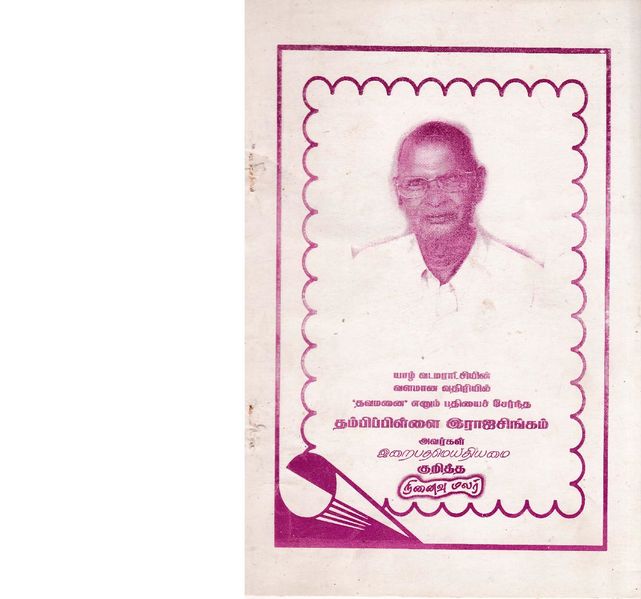 யாழ் வடமராட்சியின்
வளமான வதிரியில்
"தவமனை" எனும் பதியைச் சேர்ந்த
தம்பிப்பிள்ளை இராஜசிங்கம்
அவர்கள்
இறைபதமெய்தியமை
குறித்த
நினைவு மலர்